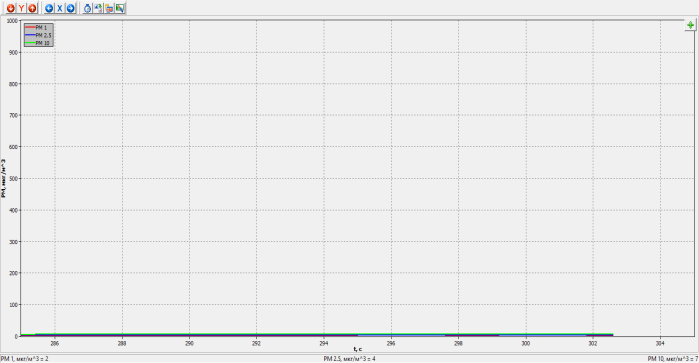 Y X
1000
PM 1
PM 2.5
PM 10
900
800
700
600
500
400
300
200
100
0
PM, мкг/м^3
286 288 290 292 294 296 298 300 302 304
t, c
PM 1, мкг/м^3 = 2 PM 2.5, мкг/м^3 = 4 PM 10, мкг/м^3 = 7